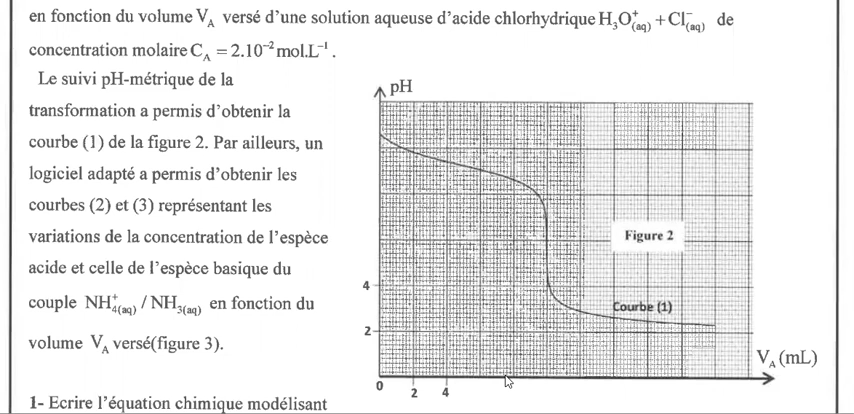 en fonction du volume V_A versé d'une solution aqueuse d'acide chlorhydrique H₃O⁺(aq) + Cl⁻(aq) de
concentration molaire C_A = 2.10⁻² mol.L⁻¹ .
Le suivi pH-métrique de la
transformation a permis d'obtenir la
courbe (1) de la figure 2. Par ailleurs, un
logiciel adapté a permis d'obtenir les
courbes (2) et (3) représentant les
variations de la concentration de l'espèce
acide et celle de l'espèce basique du
couple NH₄⁺(aq) / NH₃(aq) en fonction du
volume V_A versé(figure 3).
1- Ecrire l'équation chimique modélisant
pH
Figure 2
4
Courbe (1)
2
V_A (mL)
0
2
4